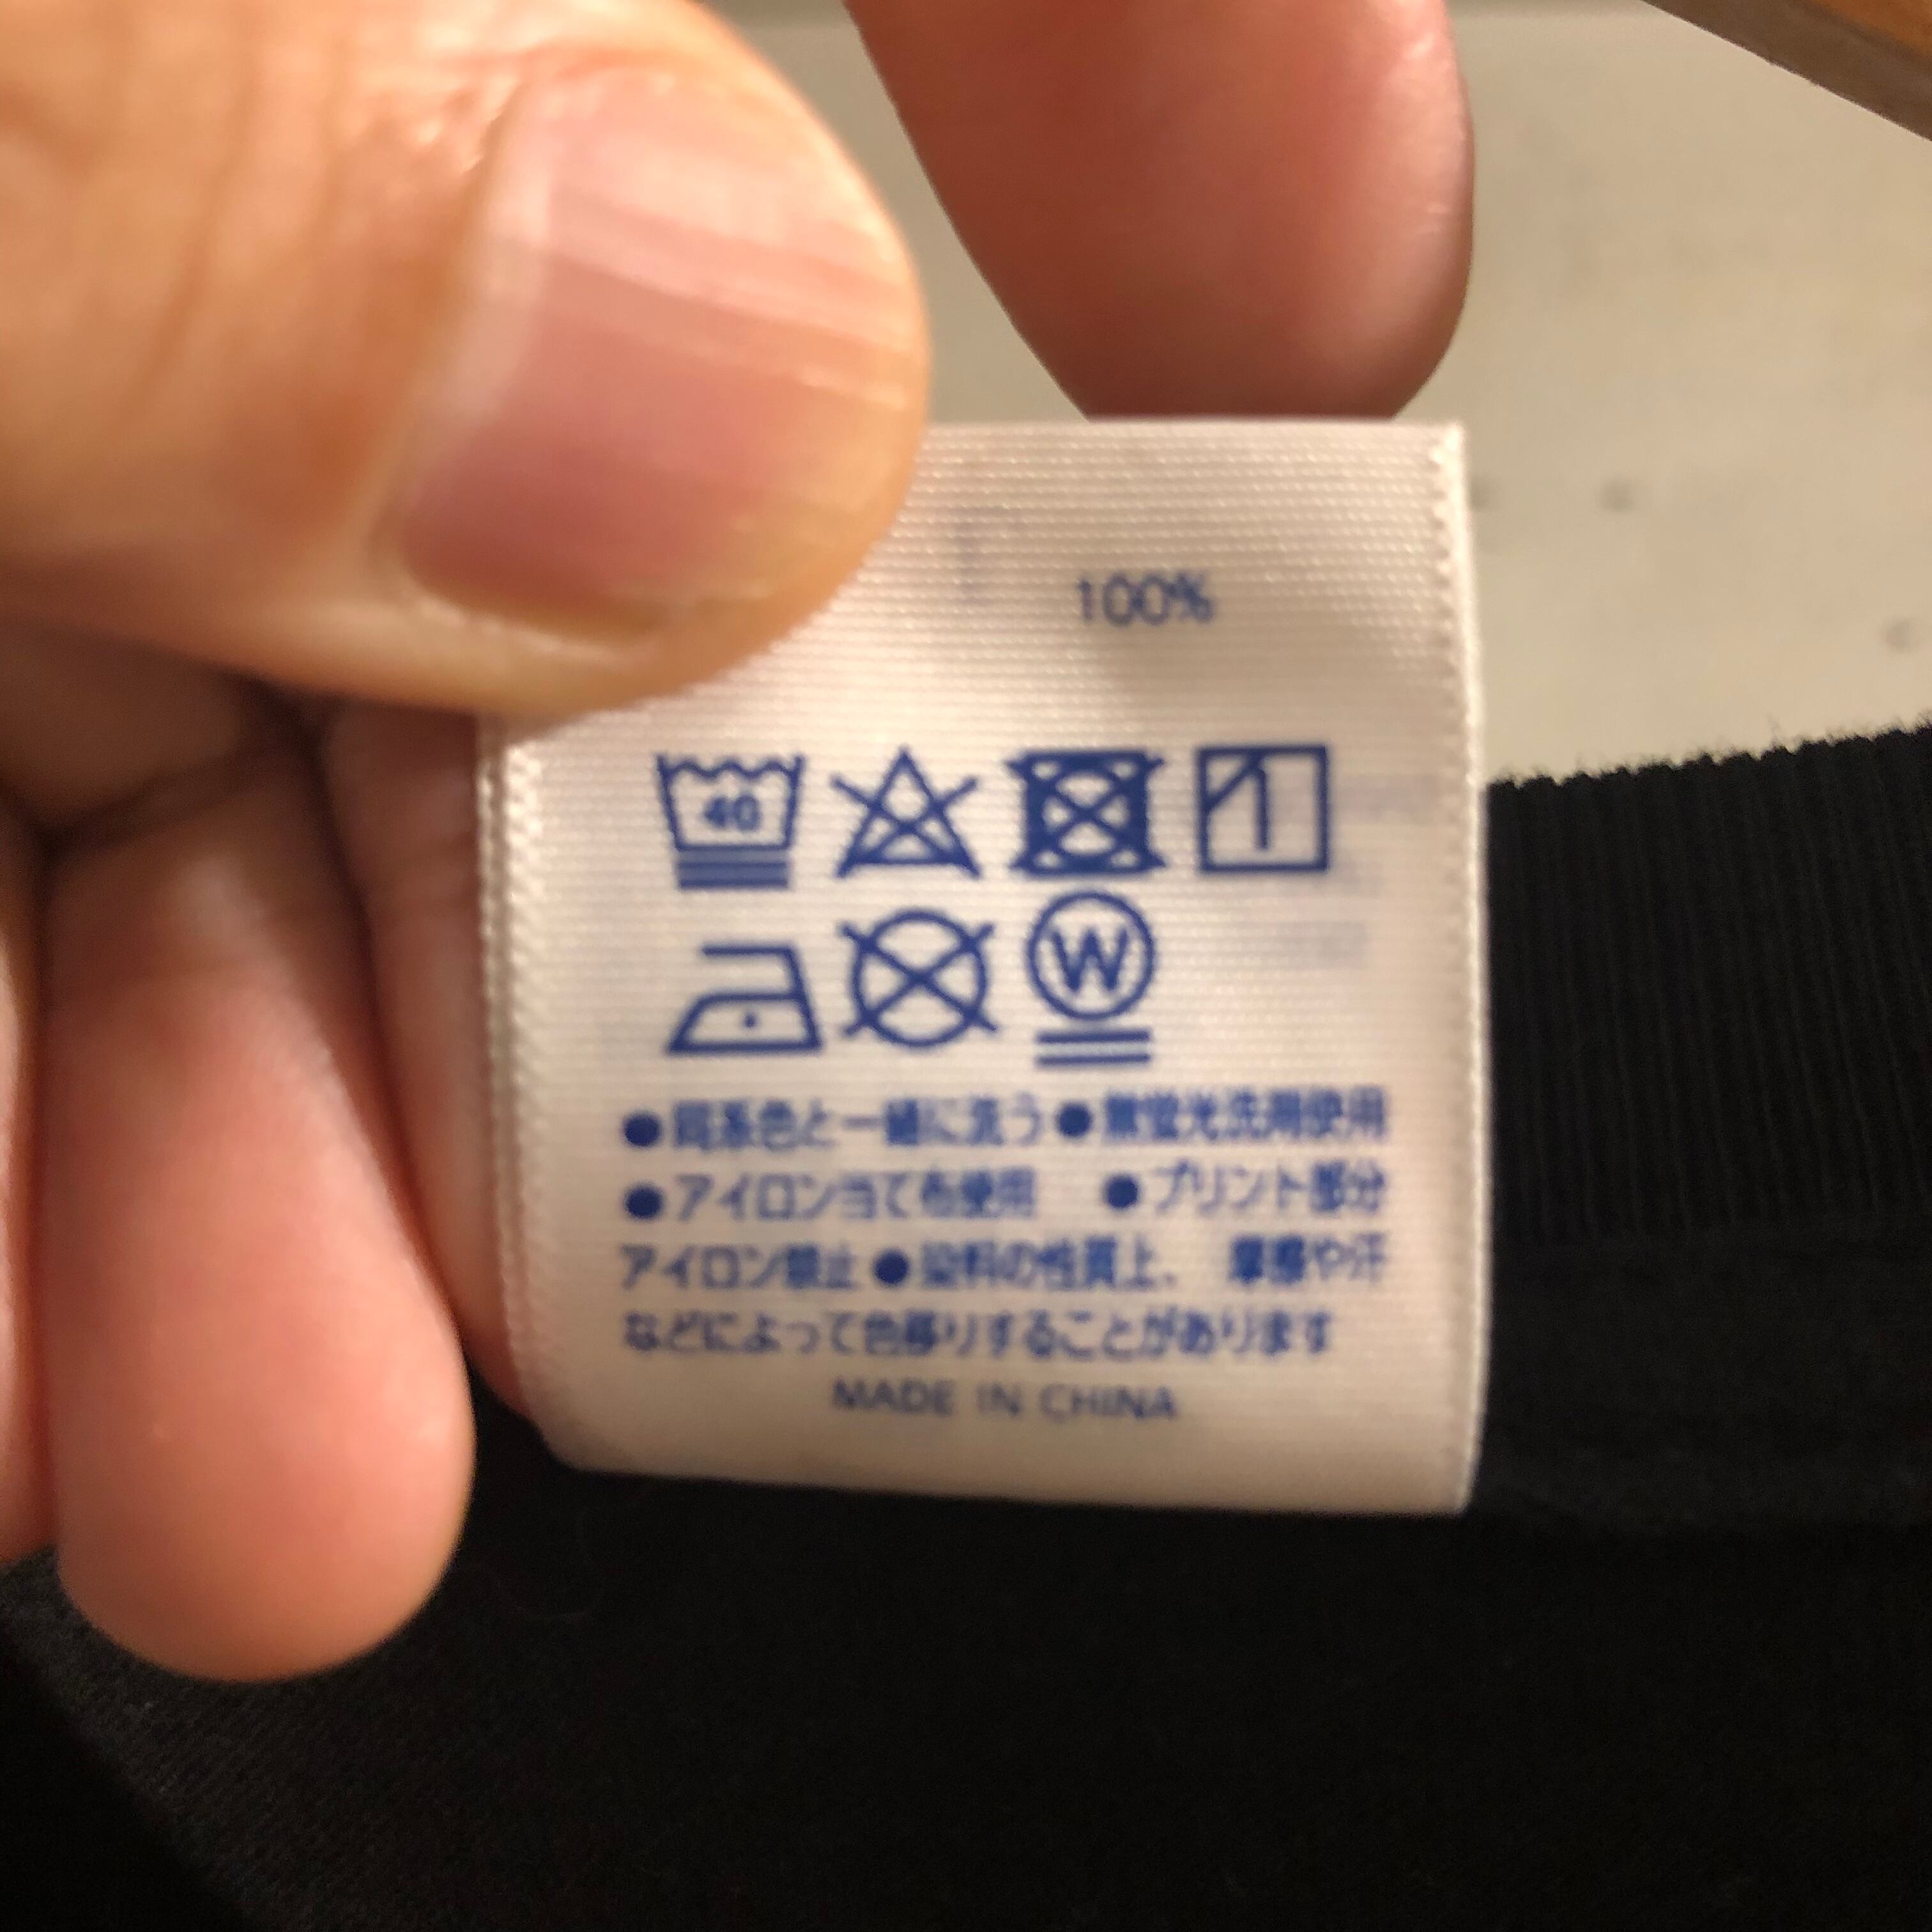 100%
40
W
●同系色と一緒に洗う ●無蛍光洗剤使用
●アイロン当て布使用 ●プリント部分
アイロン禁止 ●染料の性質上、 摩擦や汗
などによって色移りすることがあります
MADE IN CHINA